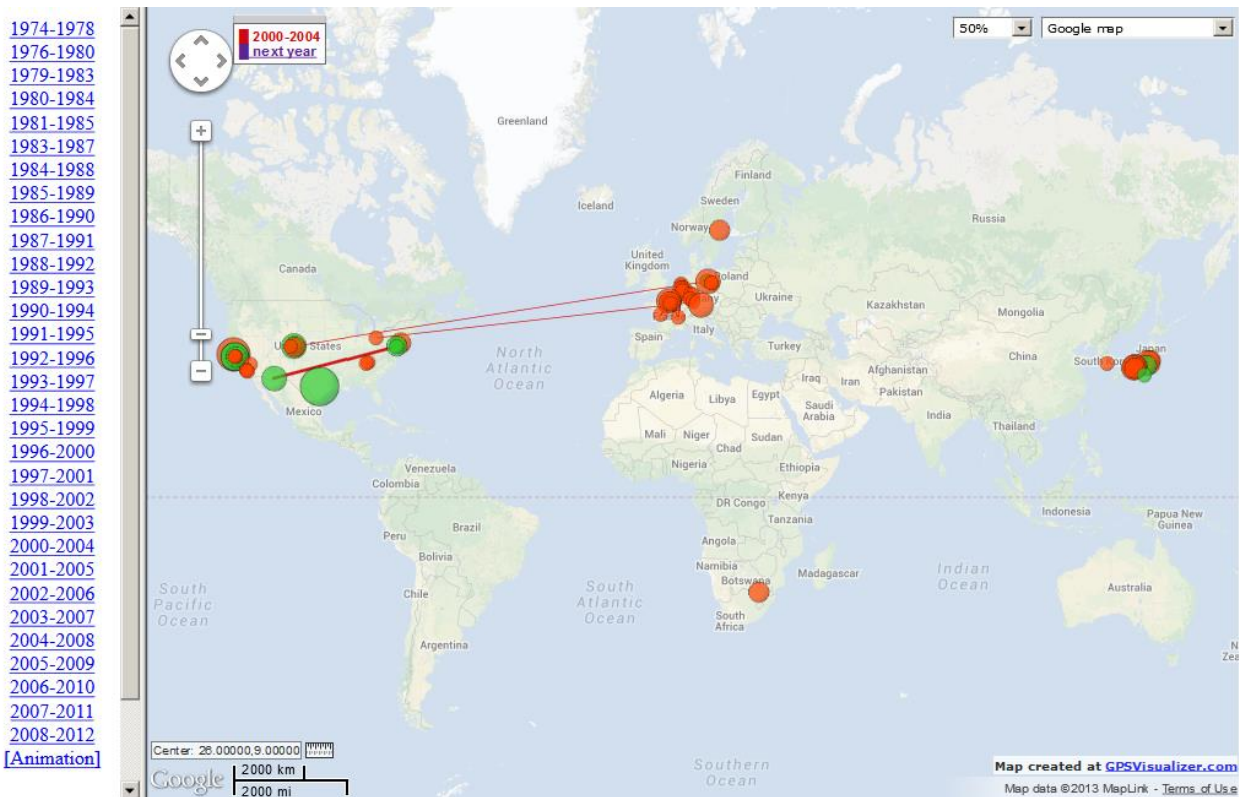 1974-1978
1976-1980
1979-1983
1980-1984
1981-1985
1983-1987
1984-1988
1985-1989
1986-1990
1987-1991
1988-1992
1989-1993
1990-1994
1991-1995
1992-1996
1993-1997
1994-1998
1995-1999
1996-2000
1997-2001
1998-2002
1999-2003
2000-2004
2001-2005
2002-2006
2003-2007
2004-2008
2005-2009
2006-2010
2007-2011
2008-2012
[Animation]
2000-2004
next year
50%
Google map
Greenland
Iceland
Finland
Sweden
Norway
Russia
United
Kingdom
Poland
Ukraine
Kazakhstan
Mongolia
Canada
States
Spain
Italy
Turkey
China
South
Japan
North
Atlantic
Ocean
Afghanistan
Iraq
Iran
Pakistan
Algeria
Libya
Egypt
Saudi
Arabia
India
Thailand
Mexico
Mali
Niger
Chad
Sudan
Nigeria
Ethiopia
Venezuela
Colombia
DR Congo
Kenya
Tanzania
Indonesia
Papua New
Guinea
Peru
Brazil
Bolivia
Angola
Namibia
Botswana
Madagascar
South
Pacific
Ocean
Chile
South
Atlantic
Ocean
Indian
Ocean
Australia
South
Africa
Argentina
N
Zea
Center: 26.00000,9.00000
Google
2000 km
2000 mi
Southern
Ocean
Map created at GPSVisualizer.com
Map data ©2013 MapLink - Terms of Use